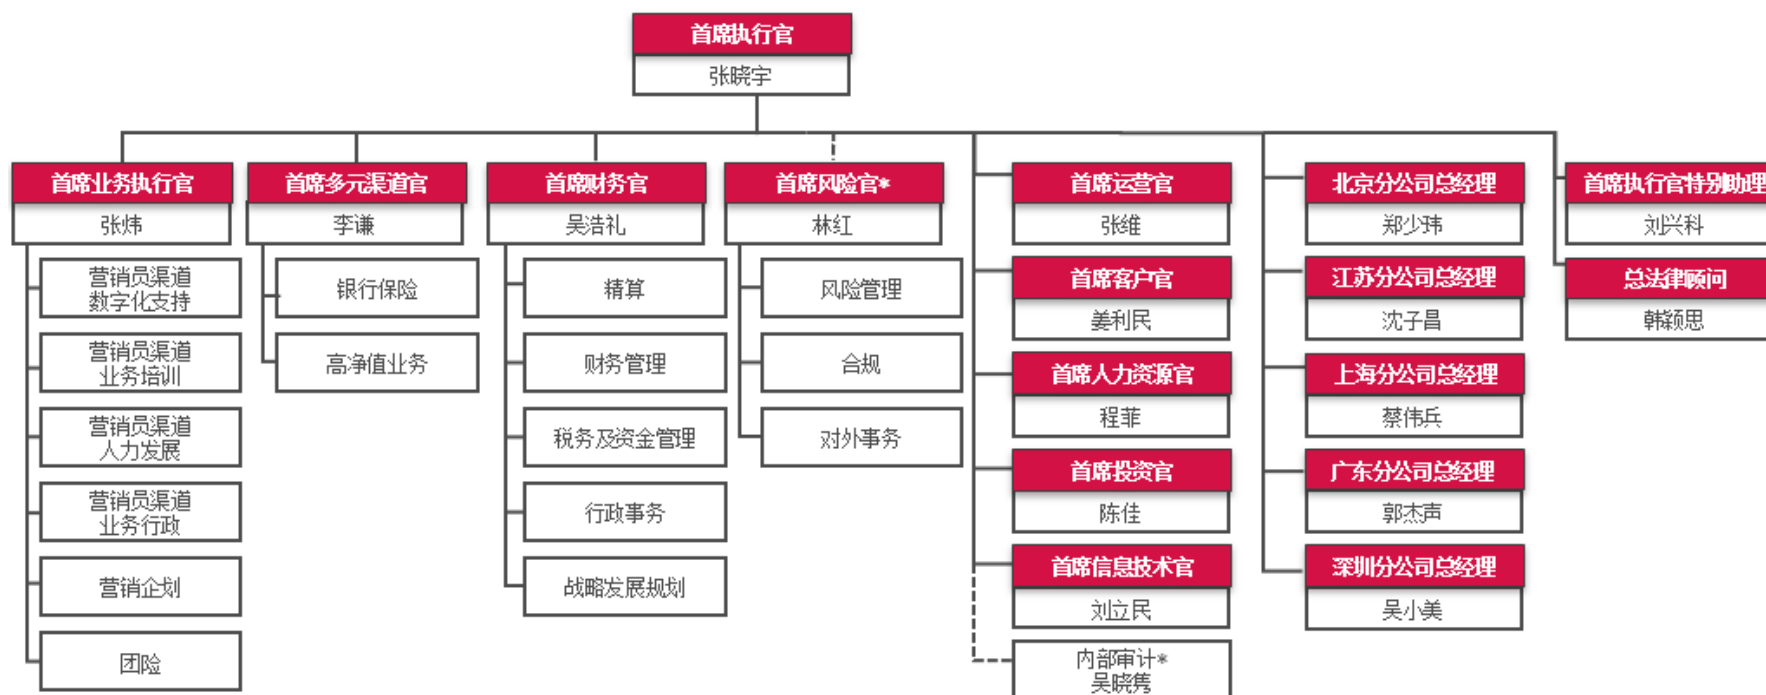 首席执行官
张晓宇
首席业务执行官
张炜
营销员渠道
数字化支持
营销员渠道
业务培训
营销员渠道
人力发展
营销员渠道
业务行政
营销企划
团险
首席多元渠道官
李谦
银行保险
高净值业务
首席财务官
吴浩礼
精算
财务管理
税务及资金管理
行政事务
战略发展规划
首席风险官*
林红
风险管理
合规
对外事务
首席运营官
张维
首席客户官
姜利民
首席人力资源官
程菲
首席投资官
陈佳
首席信息技术官
刘立民
内部审计*
吴晓隽
北京分公司总经理
郑少玮
江苏分公司总经理
沈子昌
上海分公司总经理
蔡伟兵
广东分公司总经理
郭杰声
深圳分公司总经理
吴小美
首席执行官特别助理
刘兴科
总法律顾问
韩颖思